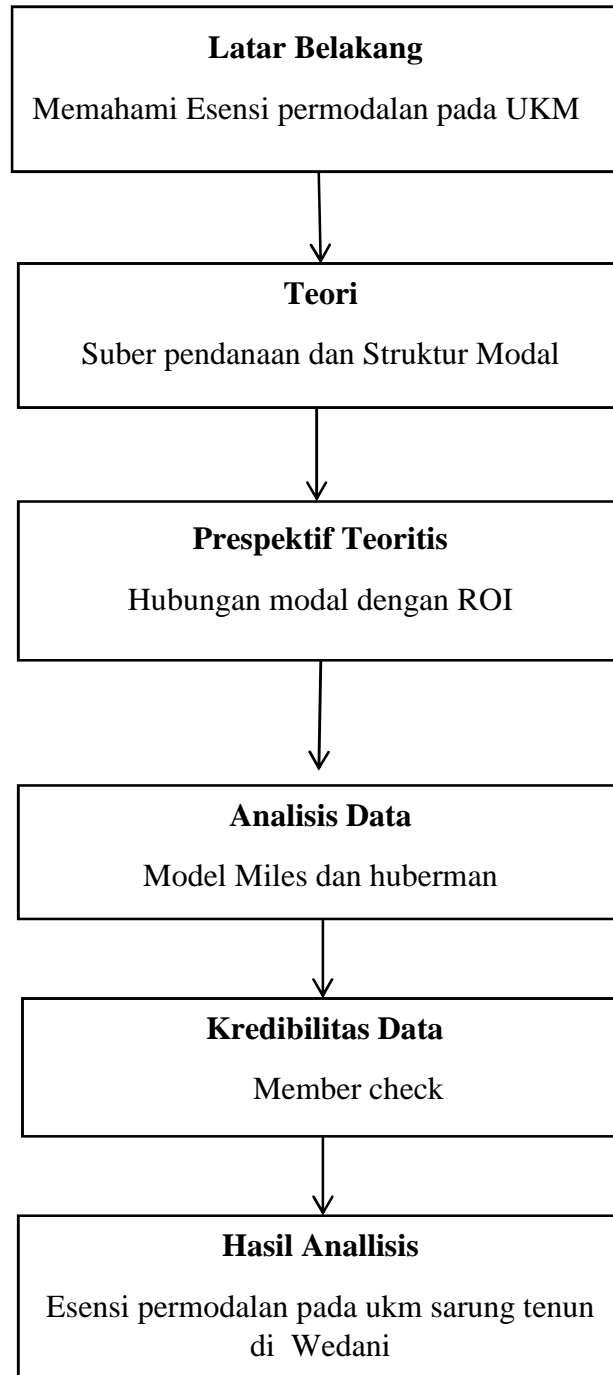 Latar Belakang
Memahami Esensi permodalan pada UKM
Teori
Suber pendanaan dan Struktur Modal
Prespektif Teoritis
Hubungan modal dengan ROI
Analisis Data
Model Miles dan huberman
Kredibilitas Data
Member check
Hasil Anallisis
Esensi permodalan pada ukm sarung tenun
di Wedani